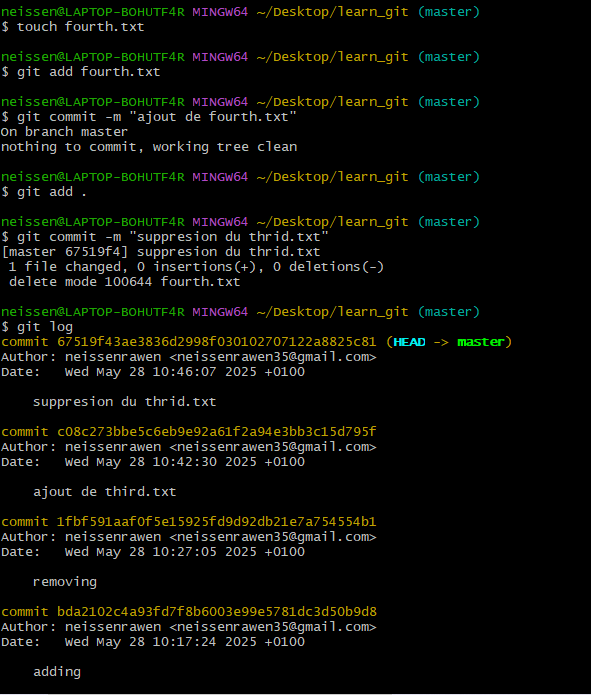 neissen@LAPTOP-BOHUTF4R MINGW64 ~/Desktop/learn_git (master)
$ touch fourth.txt
neissen@LAPTOP-BOHUTF4R MINGW64 ~/Desktop/learn_git (master)
$ git add fourth.txt
neissen@LAPTOP-BOHUTF4R MINGW64 ~/Desktop/learn_git (master)
$ git commit -m "ajout de fourth.txt"
On branch master
nothing to commit, working tree clean
neissen@LAPTOP-BOHUTF4R MINGW64 ~/Desktop/learn_git (master)
$ git add .
neissen@LAPTOP-BOHUTF4R MINGW64 ~/Desktop/learn_git (master)
$ git commit -m "suppresion du thrid.txt"
[master 67519f4] suppresion du thrid.txt
 1 file changed, 0 insertions(+), 0 deletions(-)
 delete mode 100644 fourth.txt
neissen@LAPTOP-BOHUTF4R MINGW64 ~/Desktop/learn_git (master)
$ git log
commit 67519f43ae3836d2998f030102707122a8825c81 (HEAD -> master)
Author: neissenrawen <neissenrawen35@gmail.com>
Date:   Wed May 28 10:46:07 2025 +0100
    suppresion du thrid.txt
commit c08c273bbe5c6eb9e92a61f2a94e3bb3c15d795f
Author: neissenrawen <neissenrawen35@gmail.com>
Date:   Wed May 28 10:42:30 2025 +0100
    ajout de third.txt
commit 1fbf591aaf0f5e15925fd9d92db21e7a754554b1
Author: neissenrawen <neissenrawen35@gmail.com>
Date:   Wed May 28 10:27:05 2025 +0100
    removing
commit bda2102c4a93fd7f8b6003e99e5781dc3d50b9d8
Author: neissenrawen <neissenrawen35@gmail.com>
Date:   Wed May 28 10:17:24 2025 +0100
    adding